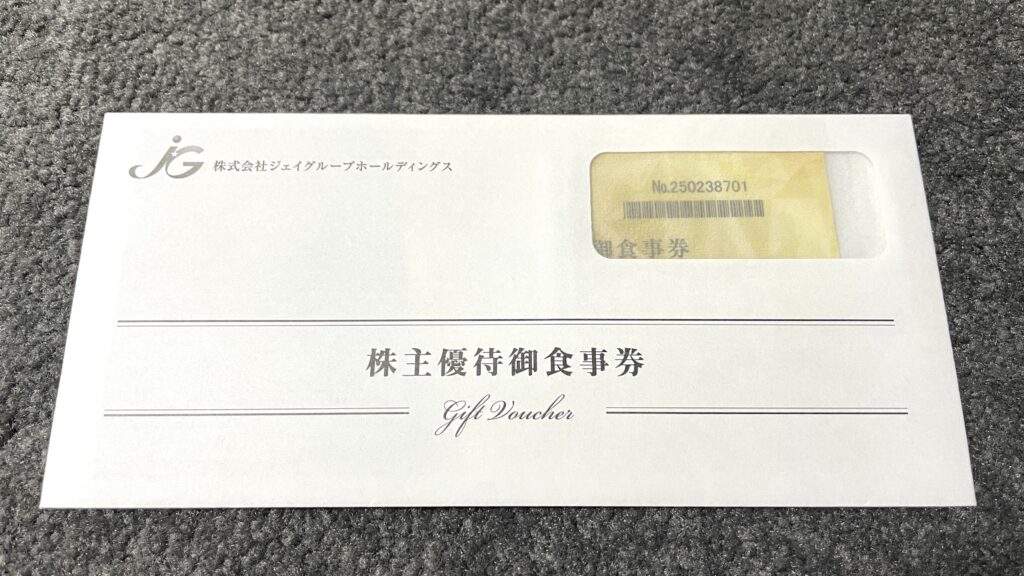 JG 株式会社ジェイグループホールディングス
No.250238701
御食事券
株主優待御食事券
Gift Voucher